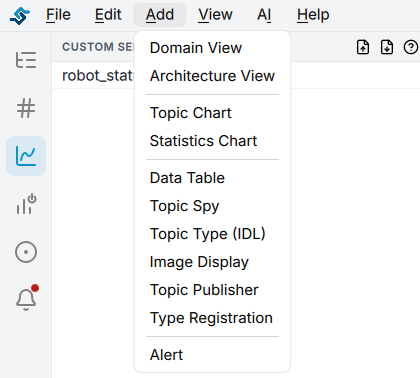 File Edit Add View AI Help
CUSTOM SE
robot_stat
Domain View
Architecture View
Topic Chart
Statistics Chart
Data Table
Topic Spy
Topic Type (IDL)
Image Display
Topic Publisher
Type Registration
Alert